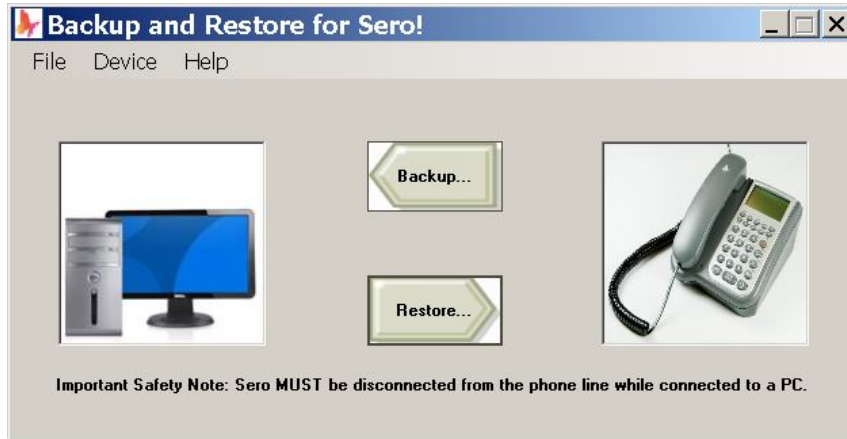 Backup and Restore for Sero!
File Device Help
Backup...
Restore...
Important Safety Note: Sero MUST be disconnected from the phone line while connected to a PC.